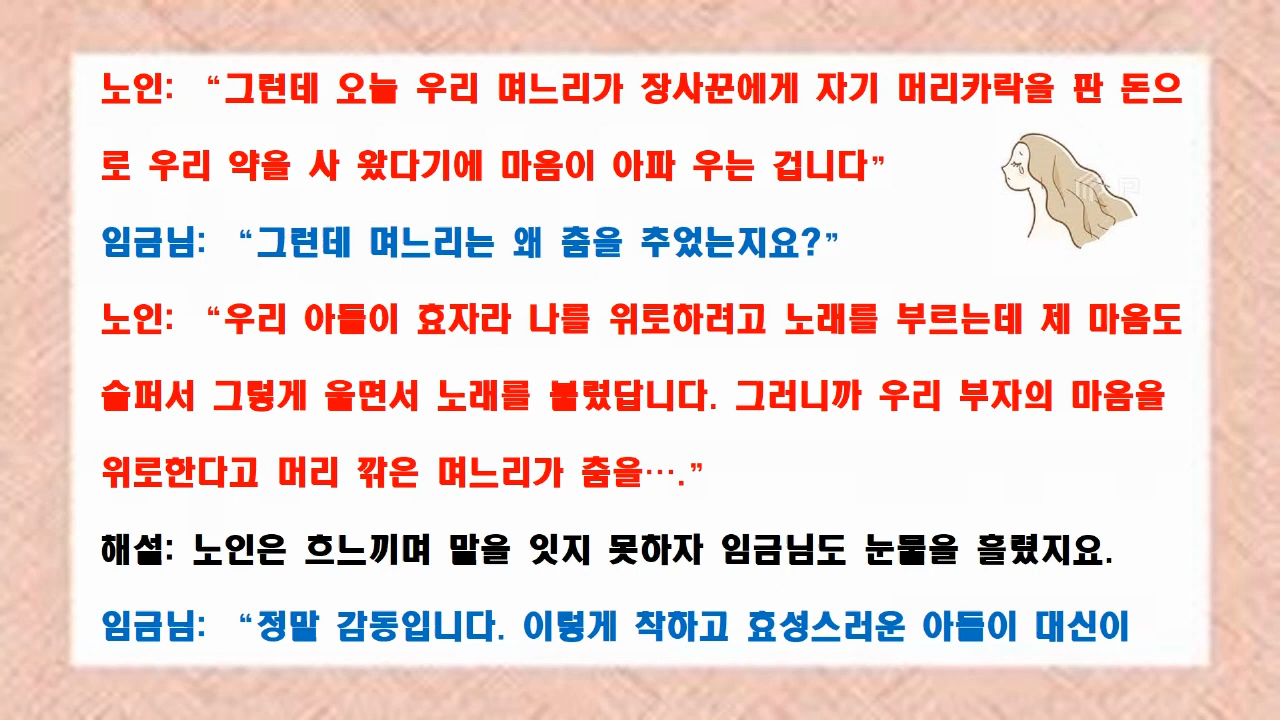 노인: “그런데 오늘 우리 며느리가 장사꾼에게 자기 머리카락을 판 돈으
로 우리 약을 사 왔다기에 마음이 아파 우는 겁니다”
임금님: “그런데 며느리는 왜 춤을 추었는지요?”
노인: “우리 아들이 효자라 나를 위로하려고 노래를 부르는데 제 마음도
슬퍼서 그렇게 울면서 노래를 불렀답니다. 그러니까 우리 부자의 마음을
위로한다고 머리 깎은 며느리가 춤을….”
해설: 노인은 흐느끼며 말을 잇지 못하자 임금님도 눈물을 흘렸지요.
임금님: “정말 감동입니다. 이렇게 착하고 효성스러운 아들이 대신이